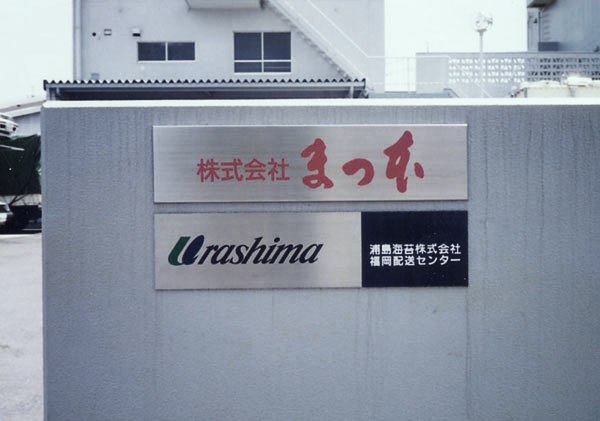 株式会社 まつ本
Urashima
浦島海苔株式会社
福岡配送センター